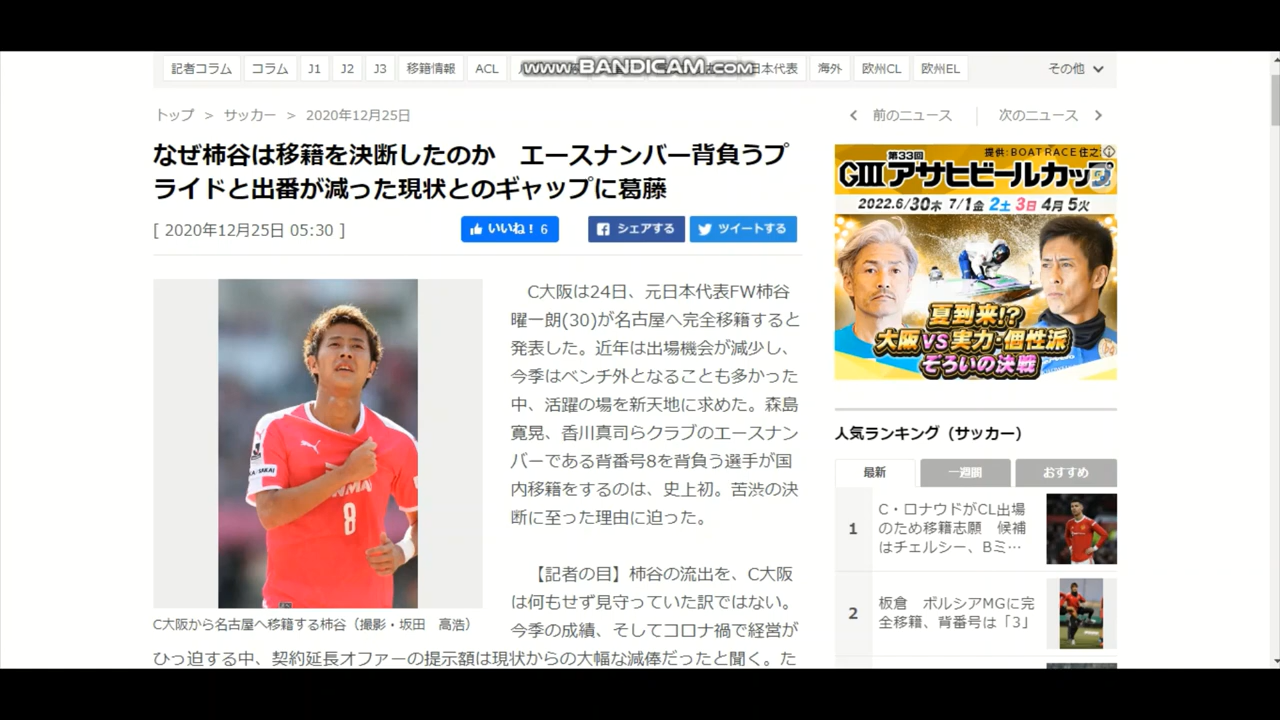 記者コラム コラム J1 J2 J3 移籍情報 ACL 日本代表 海外 欧州CL 欧州EL その他
www.BANDICAM.com
トップ > サッカー > 2020年12月25日
前のニュース 次のニュース
なぜ柿谷は移籍を決断したのか　エースナンバー背負うプ
ライドと出番が減った現状とのギャップに葛藤
[ 2020年12月25日 05:30 ]
いいね！ 6 シェアする ツイートする
C大阪は24日、元日本代表FW柿谷
曜一朗(30)が名古屋へ完全移籍すると
発表した。近年は出場機会が減少し、
今季はベンチ外となることも多かった
中、活躍の場を新天地に求めた。森島
寛晃、香川真司らクラブのエースナン
バーである背番号8を背負う選手が国
内移籍をするのは、史上初。苦渋の決
断に至った理由に迫った。
8
C大阪から名古屋へ移籍する柿谷（撮影・坂田　高浩）
【記者の目】柿谷の流出を、C大阪
は何もせず見守っていた訳ではない。
今季の成績、そしてコロナ禍で経営が
ひっ迫する中、契約延長オファーの提示額は現状からの大幅な減俸だったと聞く。た
第33回 提供:BOATRACE住之
GIIIアサヒビールカップ
2022.6/30木 7/1金 2土 3日 4月 5火
夏到来!?
大阪VS実力・個性派
ぞろいの決戦
人気ランキング（サッカー）
最新 一週間 おすすめ
1
C・ロナウドがCL出場
のため移籍志願　候補
はチェルシー、Bミ…
2
板倉　ボルシアMGに完
全移籍、背番号は「3」